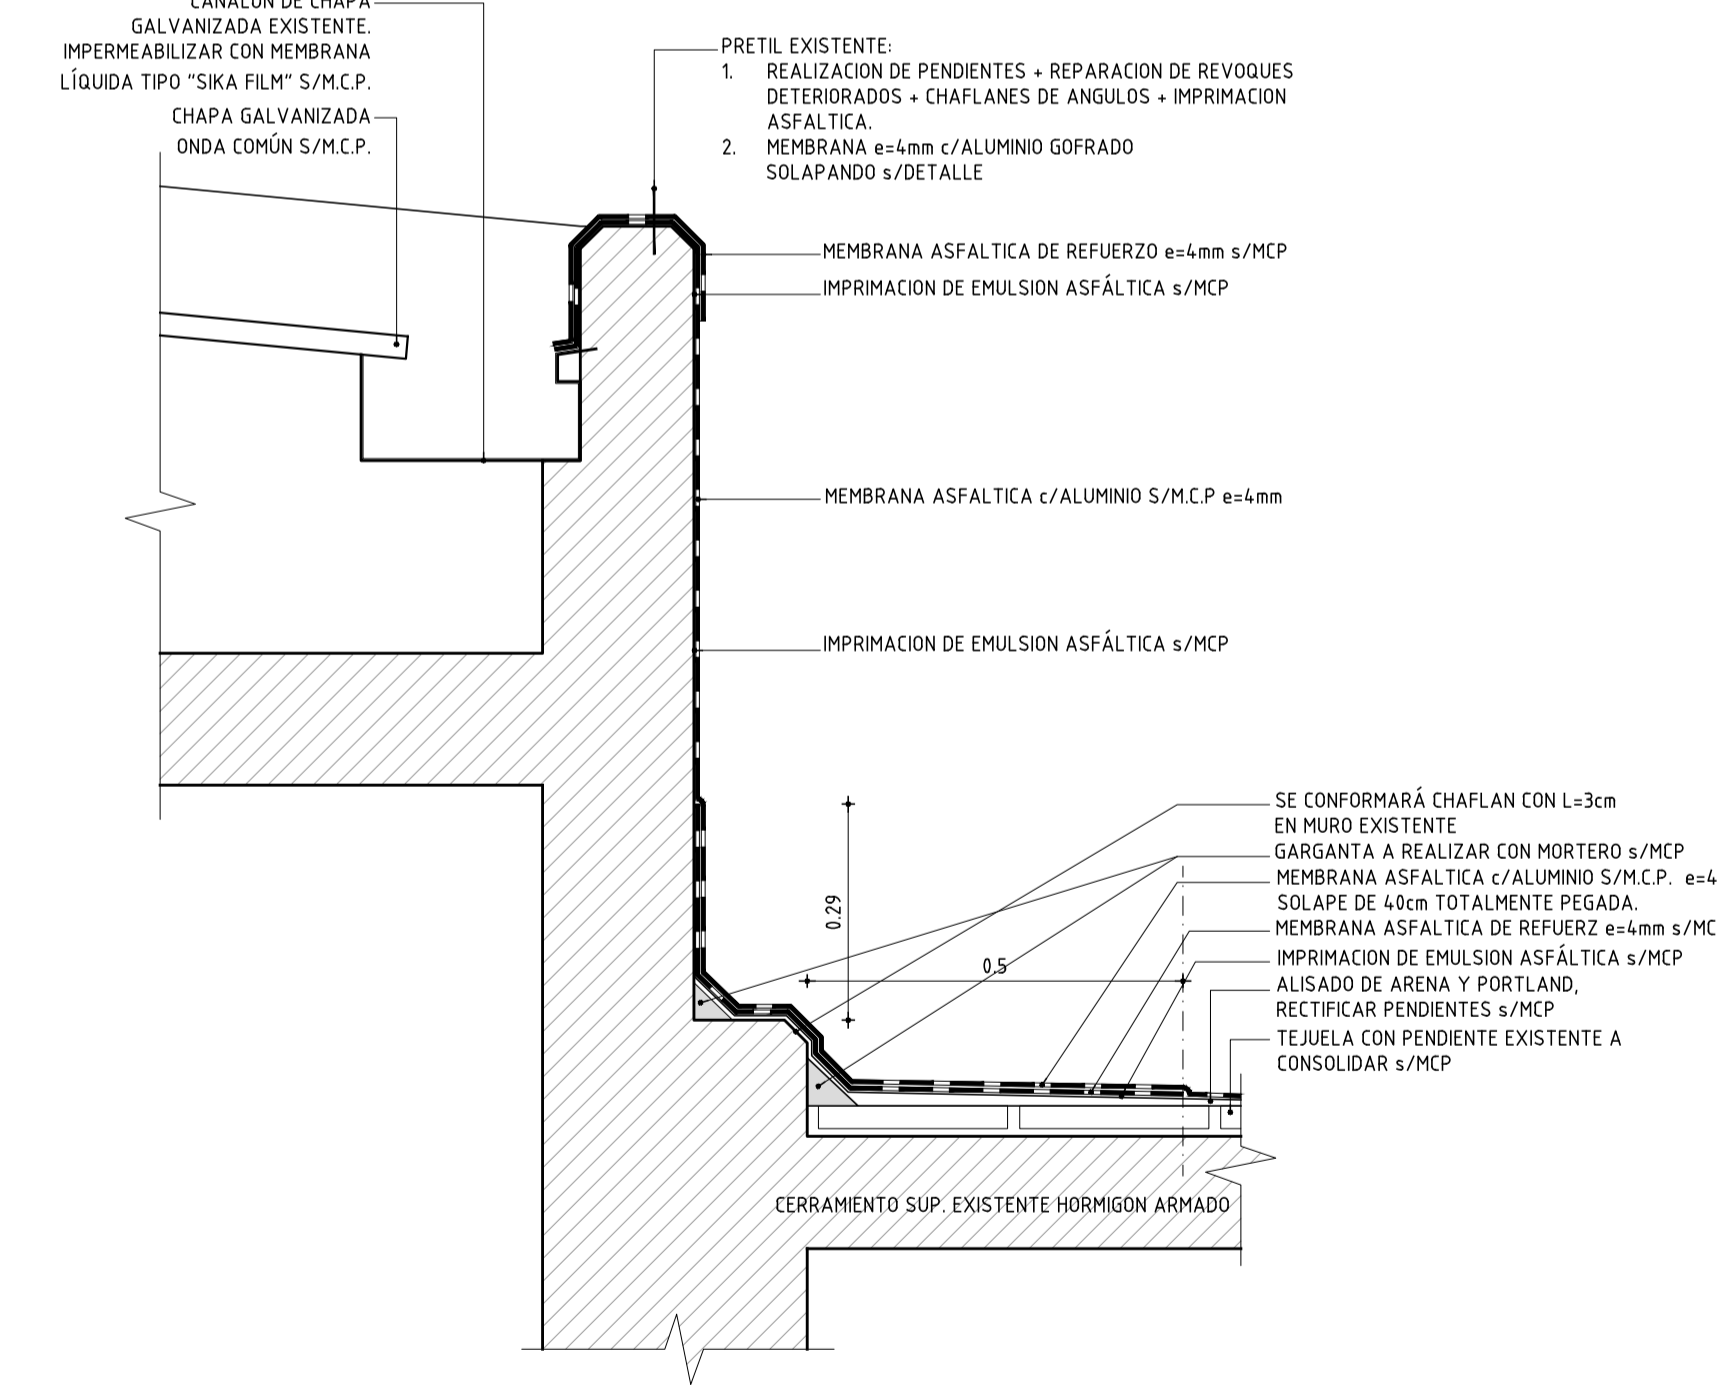 CANALON DE CHAPA
GALVANIZADA EXISTENTE.
IMPERMEABILIZAR CON MEMBRANA
LÍQUIDA TIPO "SIKA FILM" S/M.C.P.
CHAPA GALVANIZADA
ONDA COMÚN S/M.C.P.
PRETIL EXISTENTE:
1. REALIZACION DE PENDIENTES + REPARACION DE REVOQUES
DETERIORADOS + CHAFLANES DE ANGULOS + IMPRIMACION
ASFALTICA.
2. MEMBRANA e=4mm c/ALUMINIO GOFRADO
SOLAPANDO s/DETALLE
MEMBRANA ASFALTICA DE REFUERZO e=4mm s/MCP
IMPRIMACION DE EMULSION ASFÁLTICA s/MCP
MEMBRANA ASFALTICA c/ALUMINIO S/M.C.P e=4mm
IMPRIMACION DE EMULSION ASFÁLTICA s/MCP
SE CONFORMARÁ CHAFLAN CON L=3cm
EN MURO EXISTENTE
GARGANTA A REALIZAR CON MORTERO s/MCP
MEMBRANA ASFALTICA c/ALUMINIO S/M.C.P. e=4
SOLAPE DE 40cm TOTALMENTE PEGADA.
MEMBRANA ASFALTICA DE REFUERZ e=4mm s/MC
IMPRIMACION DE EMULSION ASFÁLTICA s/MCP
ALISADO DE ARENA Y PORTLAND,
RECTIFICAR PENDIENTES s/MCP
TEJUELA CON PENDIENTE EXISTENTE A
CONSOLIDAR s/MCP
0.29
0.5
CERRAMIENTO SUP. EXISTENTE HORMIGON ARMADO